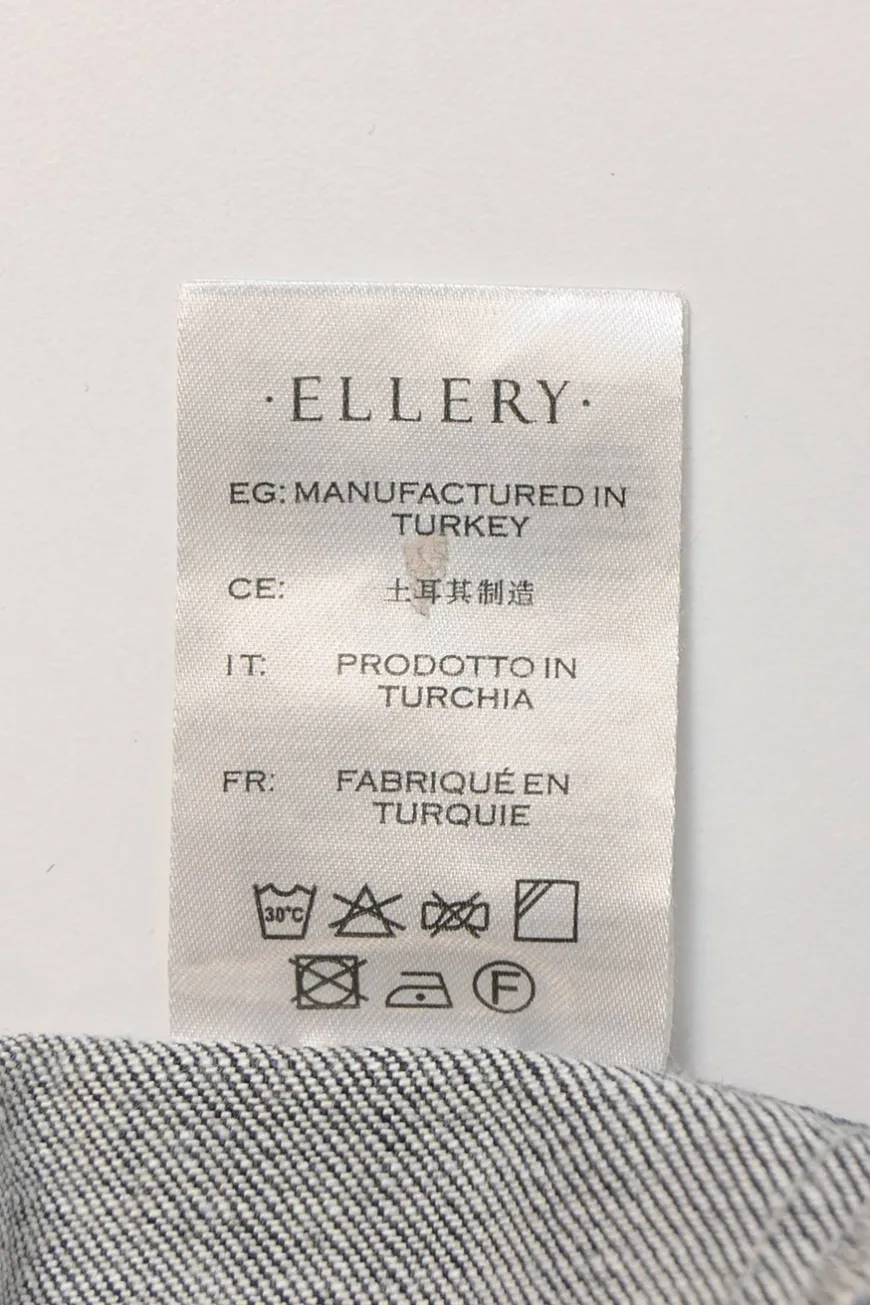 ·ELLERY·
EG: MANUFACTURED IN
TURKEY
CE: 土耳其制造
IT: PRODOTTO IN
TURCHIA
FR: FABRIQUÉ EN
TURQUIE
30°C
F